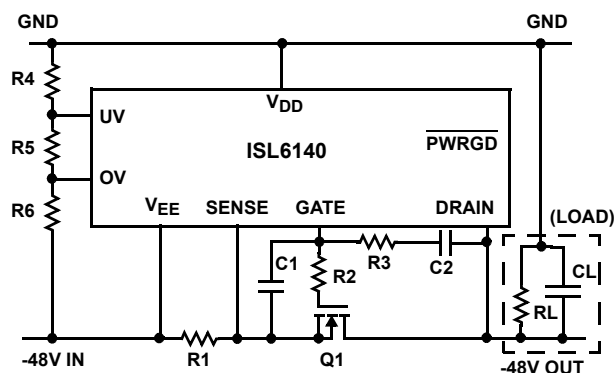 GND
GND
R4
VDD
UV
R5
ISL6140
PWRGD
OV
R6
VEE
SENSE
GATE
DRAIN
(LOAD)
C1
R2
R3
C2
CL
RL
-48V IN
R1
Q1
-48V OUT